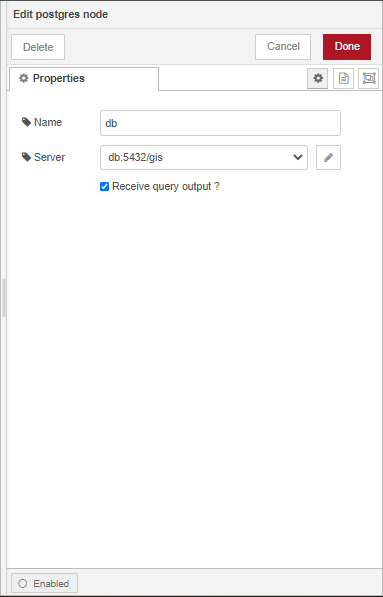 Edit postgres node
Delete Cancel Done
Properties
Name db
Server db:5432/gis
Receive query output ?
Enabled